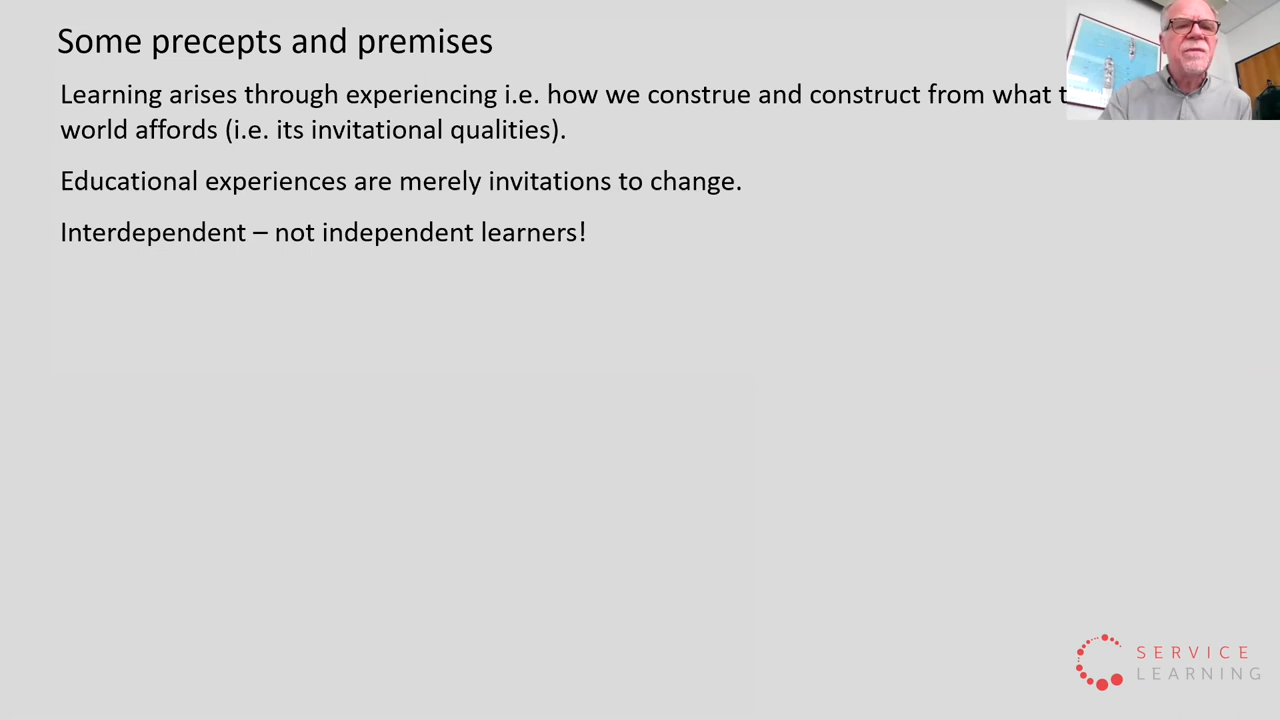 Some precepts and premises
Learning arises through experiencing i.e. how we construe and construct from what
world affords (i.e. its invitational qualities).
Educational experiences are merely invitations to change.
Interdependent – not independent learners!
SERVICE
LEARNING